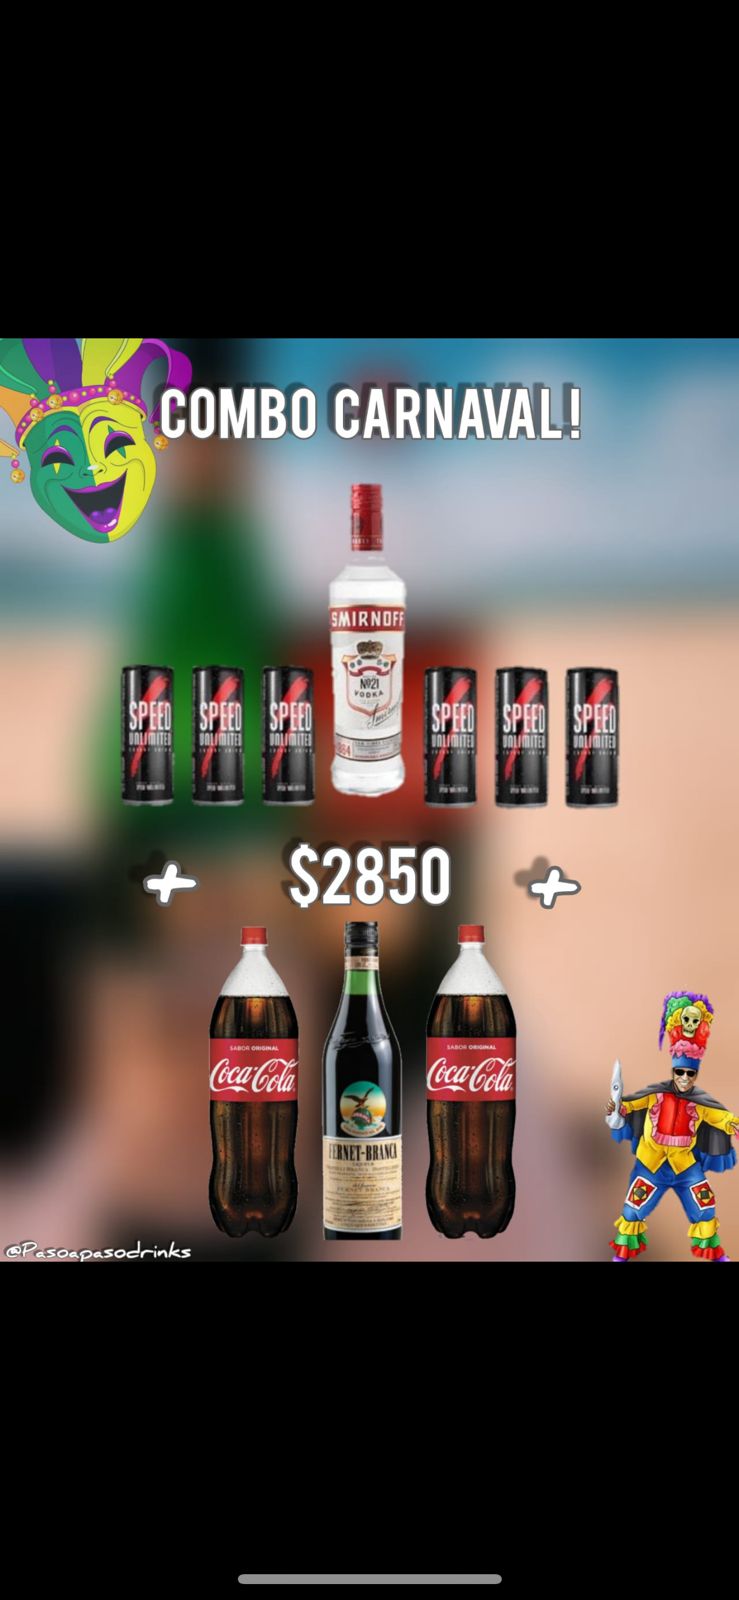 COMBO CARNAVAL!
SMIRNOFF
Nº21
VODKA
SPEED SPEED SPEED SPEED SPEED SPEED
UNLIMITED UNLIMITED UNLIMITED UNLIMITED UNLIMITED UNLIMITED
+ $2850 +
SABOR ORIGINAL
Coca-Cola
FERNET-BRANCA
SABOR ORIGINAL
Coca-Cola
@Pasoapasodrinks